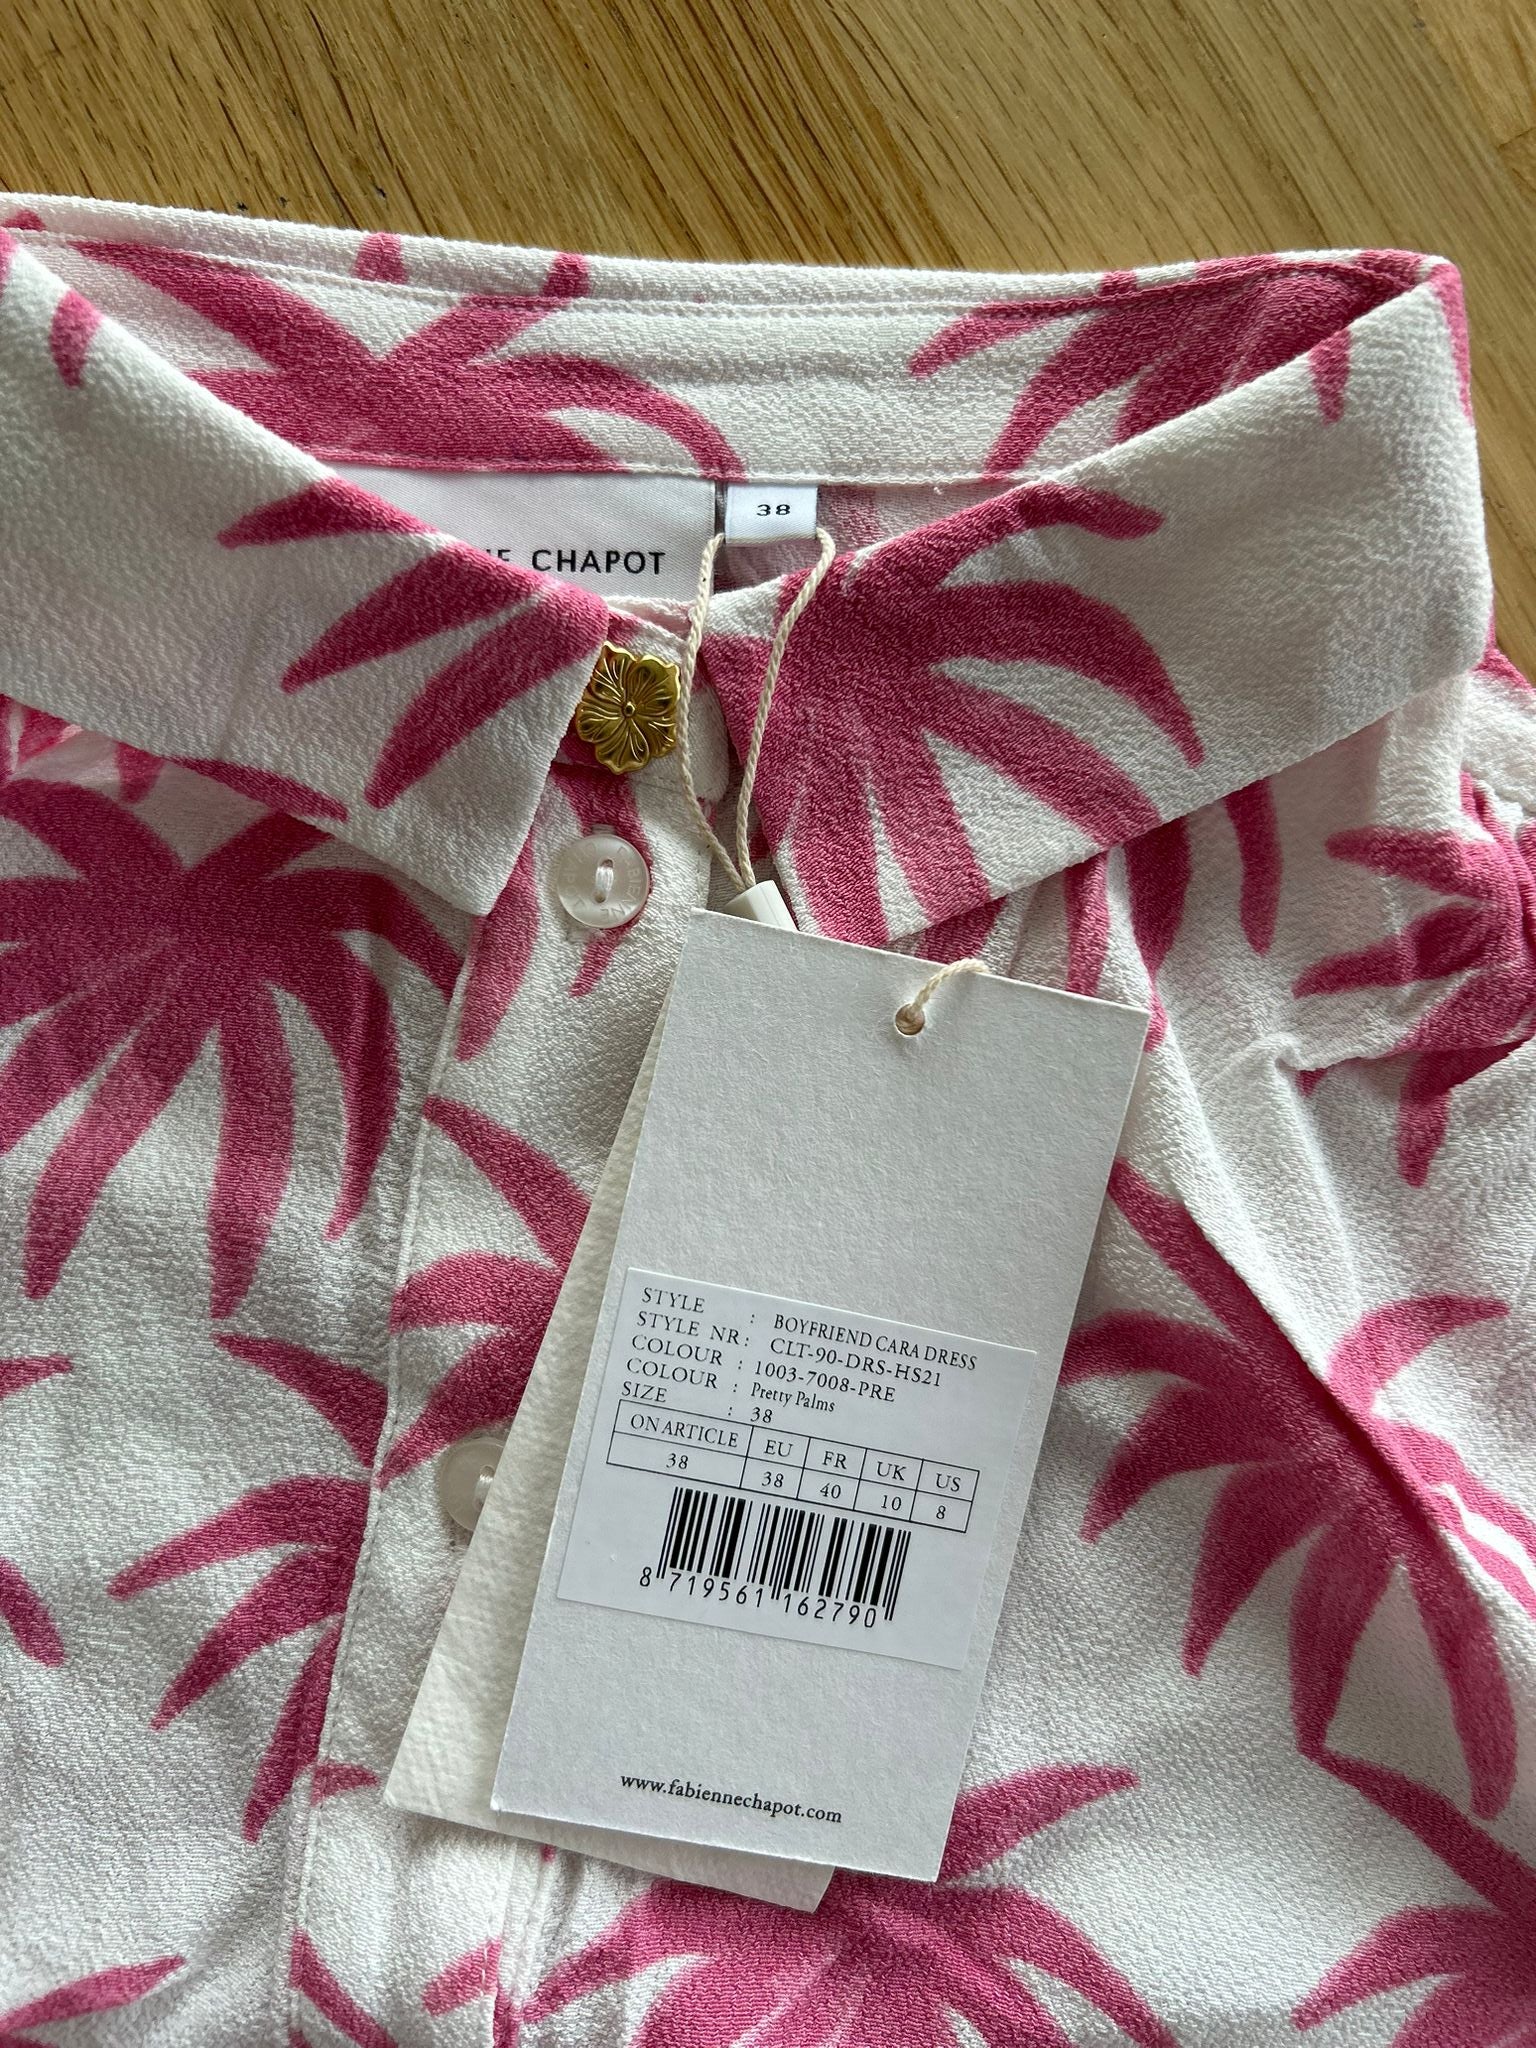 38
CHAPOT
STYLE : BOYFRIEND CARA DRESS
STYLE NR: CLT-90-DRS-HS21
COLOUR : 1003-7008-PRE
COLOUR : Pretty Palms
SIZE : 38
ON ARTICLE EU FR UK US
38 38 40 10 8
8 719561 162790
www.fabiennechapot.com